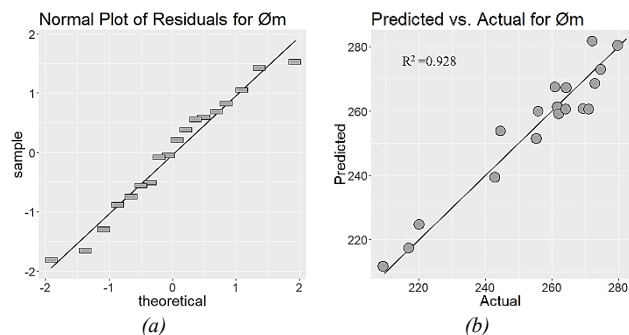 Normal Plot of Residuals for Øm
2
1
0
-1
-2
sample
-2 -1 0 1 2
theoretical
(a)
Predicted vs. Actual for Øm
R² =0.928
280
260
240
220
Predicted
220 240 260 280
Actual
(b)